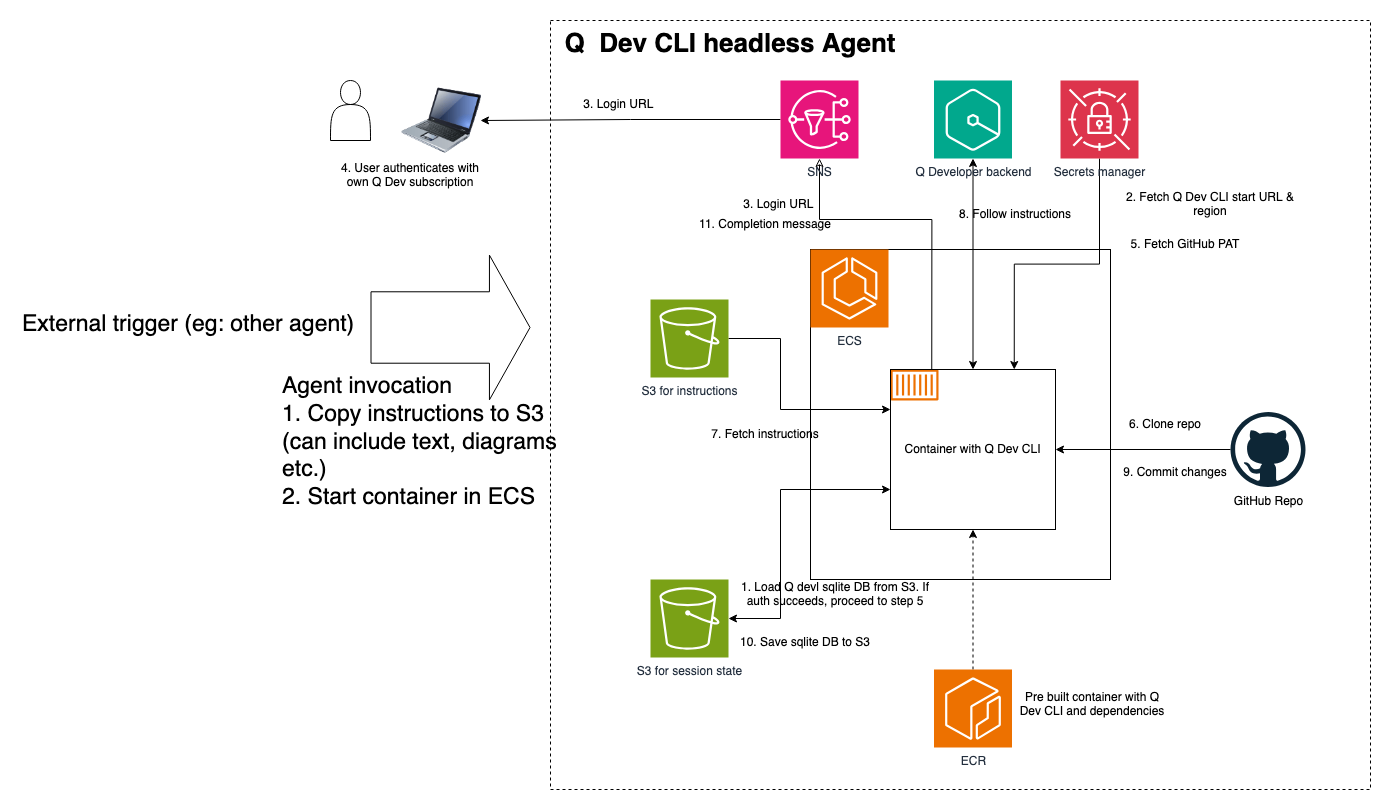 Q Dev CLI headless Agent
3. Login URL
4. User authenticates with
own Q Dev subscription
SNS
Q Developer backend
Secrets manager
2. Fetch Q Dev CLI start URL &
region
3. Login URL
11. Completion message
8. Follow instructions
5. Fetch GitHub PAT
External trigger (eg: other agent)
Agent invocation
1. Copy instructions to S3
(can include text, diagrams
etc.)
2. Start container in ECS
ECS
S3 for instructions
7. Fetch instructions
Container with Q Dev CLI
6. Clone repo
9. Commit changes
GitHub Repo
1. Load Q devl sqlite DB from S3. If
auth succeeds, proceed to step 5
10. Save sqlite DB to S3
S3 for session state
Pre built container with Q
Dev CLI and dependencies
ECR